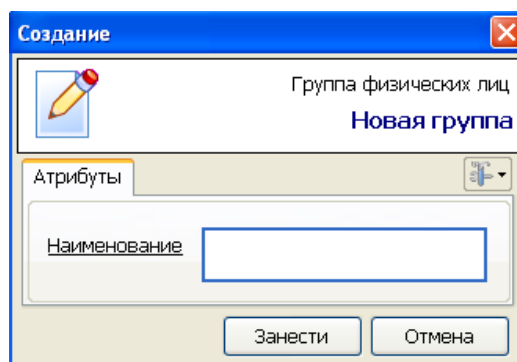 Создание
Группа физических лиц
Новая группа
Атрибуты
Наименование
Занести Отмена